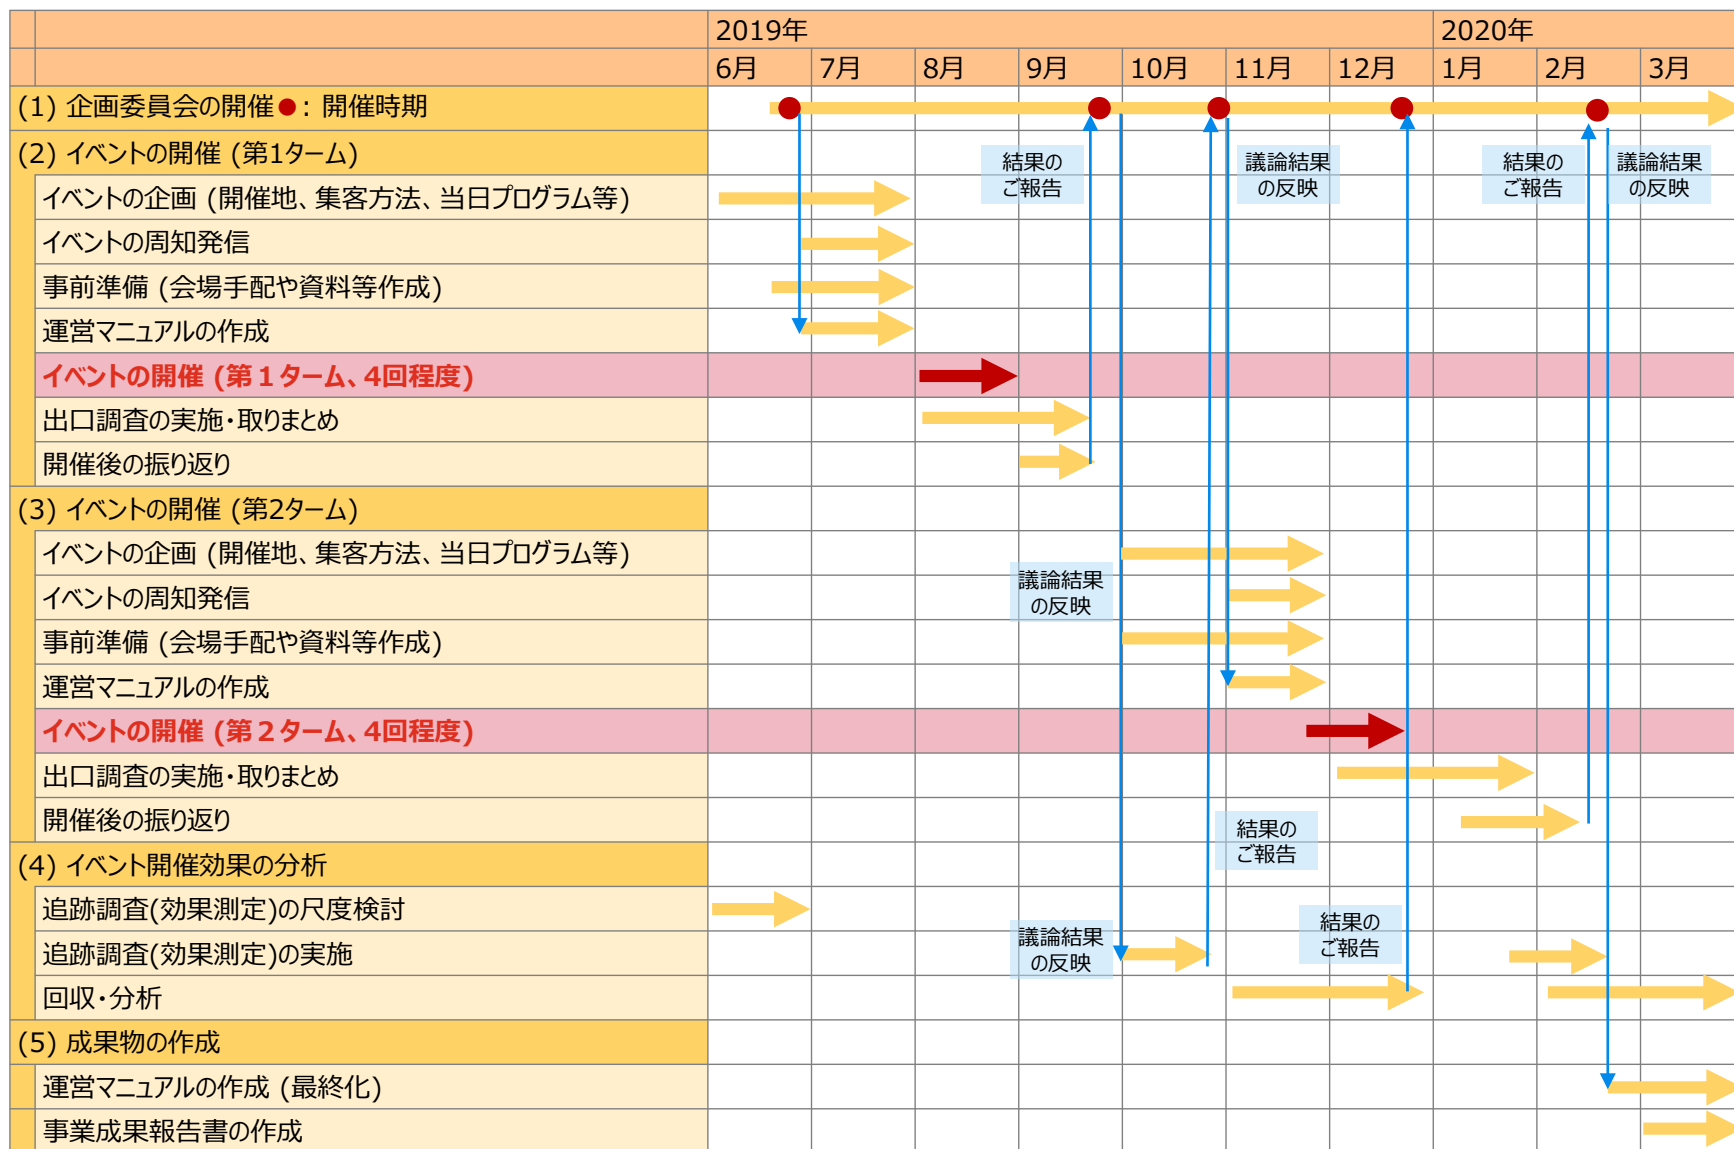 2019年 2020年
6月 7月 8月 9月 10月 11月 12月 1月 2月 3月
(1) 企画委員会の開催●：開催時期
(2) イベントの開催 (第1ターム)
結果の
ご報告
議論結果
の反映
結果の
ご報告
議論結果
の反映
イベントの企画 (開催地、集客方法、当日プログラム等)
イベントの周知発信
事前準備 (会場手配や資料等作成)
運営マニュアルの作成
イベントの開催 (第１ターム、4回程度)
出口調査の実施・取りまとめ
開催後の振り返り
(3) イベントの開催 (第2ターム)
イベントの企画 (開催地、集客方法、当日プログラム等)
議論結果
の反映
イベントの周知発信
事前準備 (会場手配や資料等作成)
運営マニュアルの作成
イベントの開催 (第２ターム、4回程度)
出口調査の実施・取りまとめ
開催後の振り返り
結果の
ご報告
(4) イベント開催効果の分析
追跡調査(効果測定)の尺度検討
議論結果
の反映
結果の
ご報告
追跡調査(効果測定)の実施
回収・分析
(5) 成果物の作成
運営マニュアルの作成 (最終化)
事業成果報告書の作成